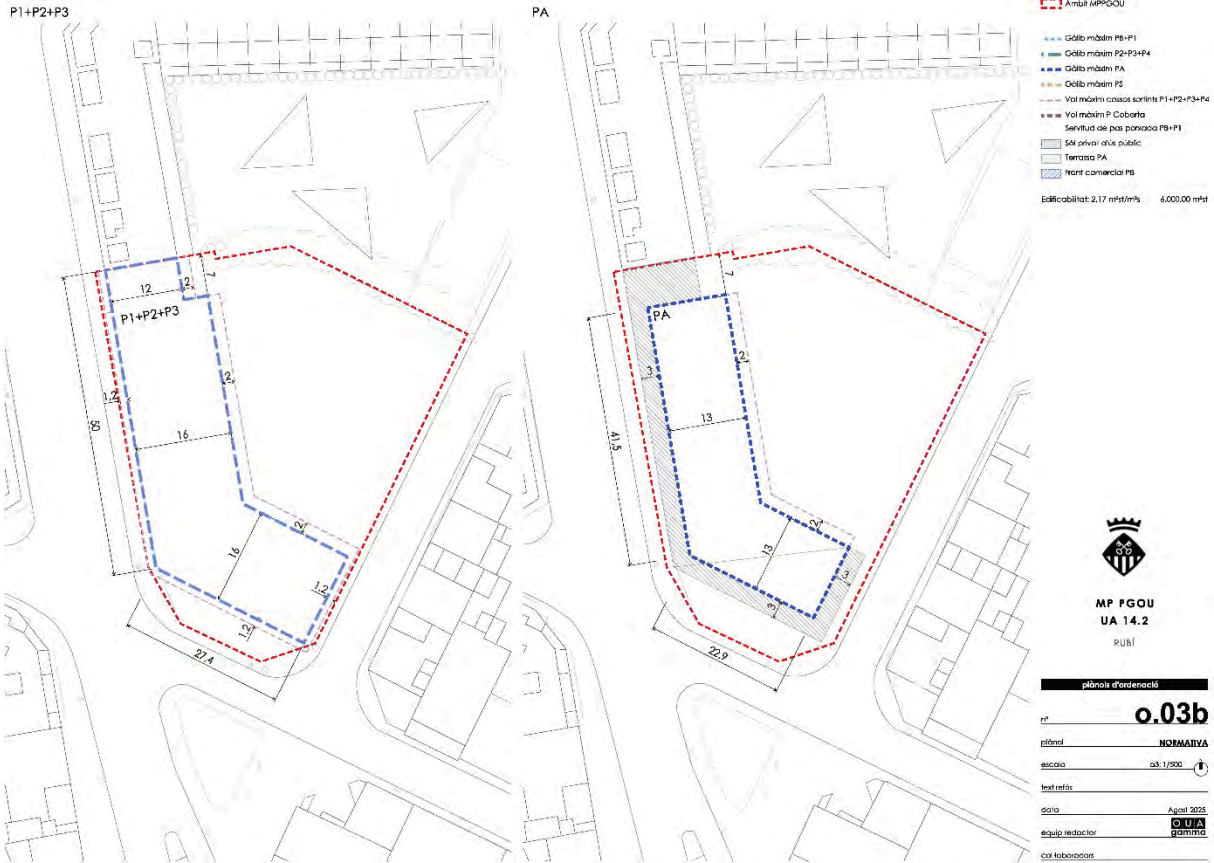 P1+P2+P3
12
2
7
P1+P2+P3
2
1,2
50
16
2
16
1,2
1,2
27,4
PA
7
PA
2
3
13
41,5
2
13
3
3
22,9
Àmbit MPPGOU
Gàlib màxim PB+P1
Gàlib màxim P2+P3+P4
Gàlib màxim PA
Gàlib màxim PS
Vol màxim cossos sortints P1+P2+P3+P4
Vol màxim P Coberta
Servitud de pas porxada PB+P1
Sòl privat d'ús públic
Terrassa PA
Front comercial PB
Edificabilitat: 2,17 m²st/m²s 6.000,00 m²st
MP PGOU
UA 14.2
RUBÍ
plànols d'ordenació
nº o.03b
plànol NORMATIVA
escala a3: 1/500
text refós
data Agost 2025
equip redactor OUA gamma
col·laboradors